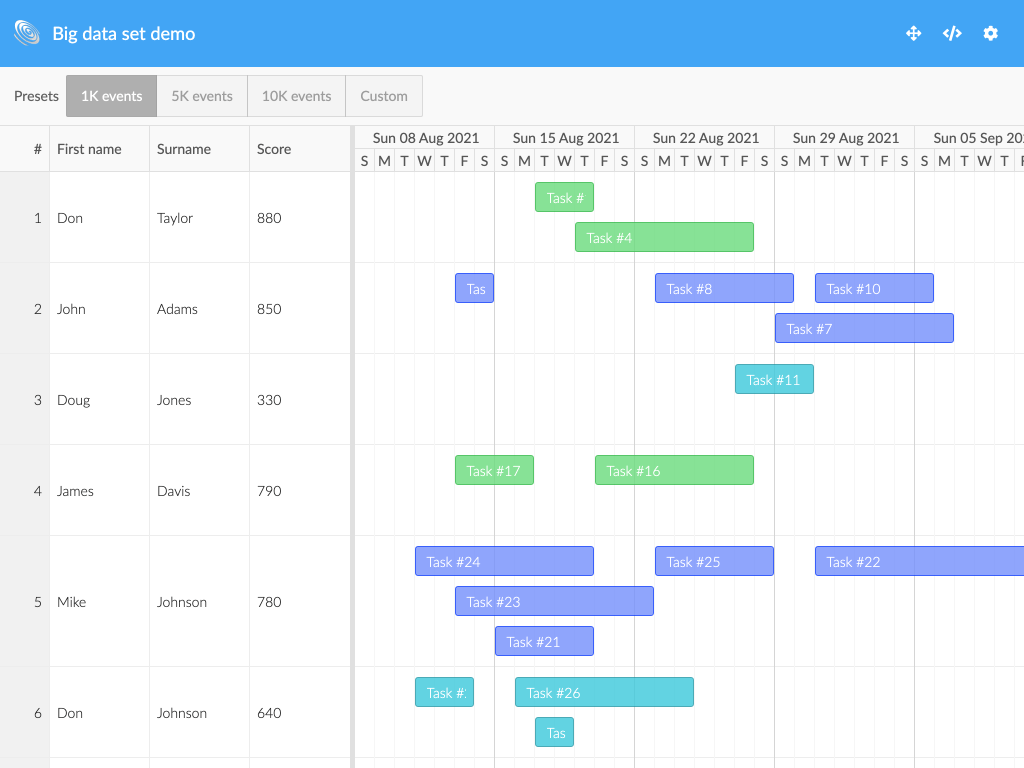 Big data set demo
Presets 1K events 5K events 10K events Custom
# First name Surname Score
Sun 08 Aug 2021 Sun 15 Aug 2021 Sun 22 Aug 2021 Sun 29 Aug 2021 Sun 05 Sep 202
S M T W T F S S M T W T F S S M T W T F S S M T W T F S S M T W T F
1 Don Taylor 880
Task #
Task #4
2 John Adams 850
Tas Task #8 Task #10
Task #7
3 Doug Jones 330
Task #11
4 James Davis 790
Task #17 Task #16
5 Mike Johnson 780
Task #24 Task #25 Task #22
Task #23
Task #21
6 Don Johnson 640
Task # Task #26
Tas